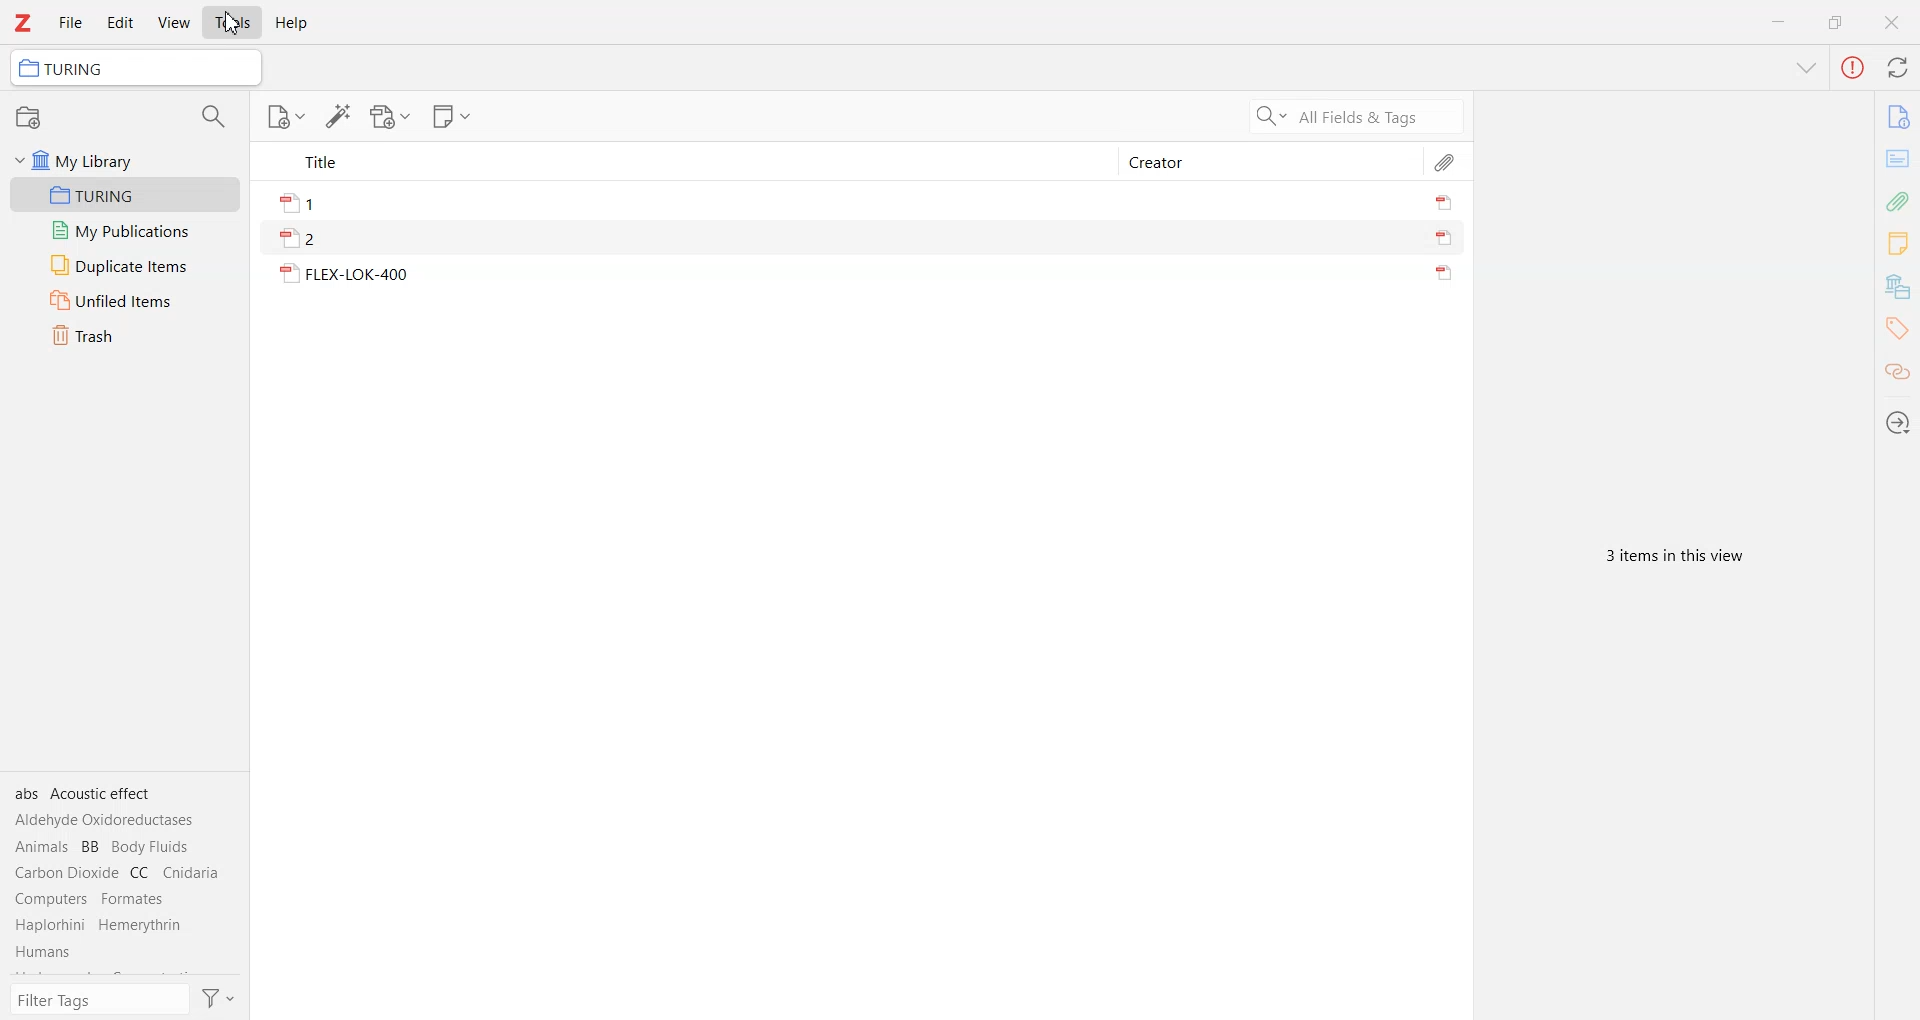 Z File Edit View Tools Help
TURING
All Fields & Tags
My Library
TURING
My Publications
Duplicate Items
Unfiled Items
Trash
Title Creator
1
2
FLEX-LOK-400
3 items in this view
abs Acoustic effect
Aldehyde Oxidoreductases
Animals BB Body Fluids
Carbon Dioxide CC Cnidaria
Computers Formates
Haplorhini Hemerythrin
Humans
Filter Tags